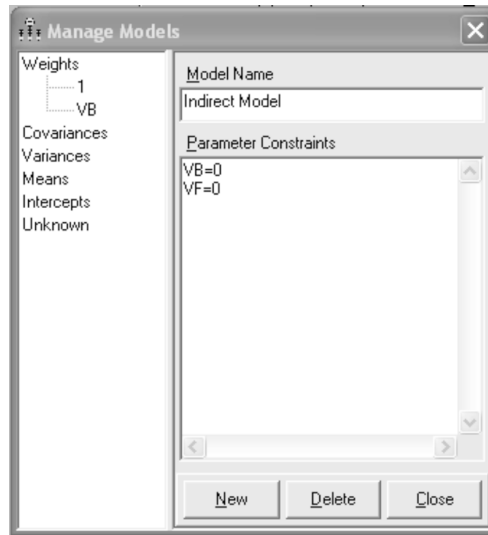 Manage Models
Weights
1
VB
Covariances
Variances
Means
Intercepts
Unknown
Model Name
Indirect Model
Parameter Constraints
VB=0
VF=0
New
Delete
Close